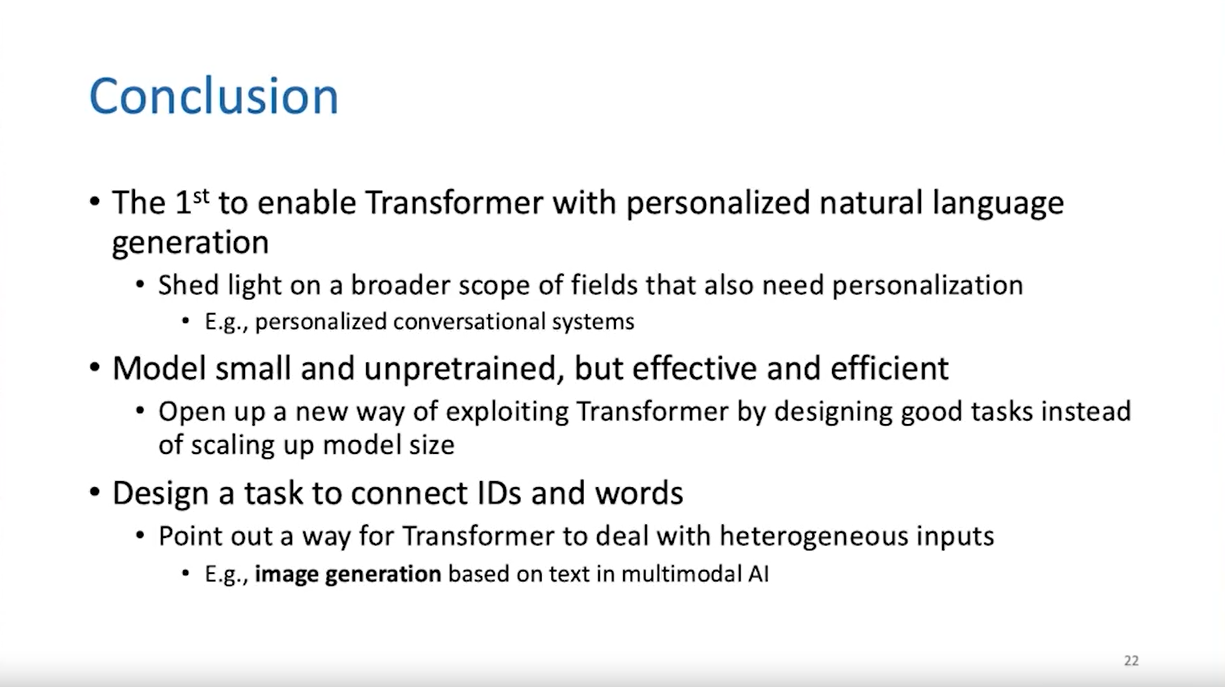 Conclusion
• The 1st to enable Transformer with personalized natural language
generation
• Shed light on a broader scope of fields that also need personalization
• E.g., personalized conversational systems
• Model small and unpretrained, but effective and efficient
• Open up a new way of exploiting Transformer by designing good tasks instead
of scaling up model size
• Design a task to connect IDs and words
• Point out a way for Transformer to deal with heterogeneous inputs
• E.g., image generation based on text in multimodal AI
22